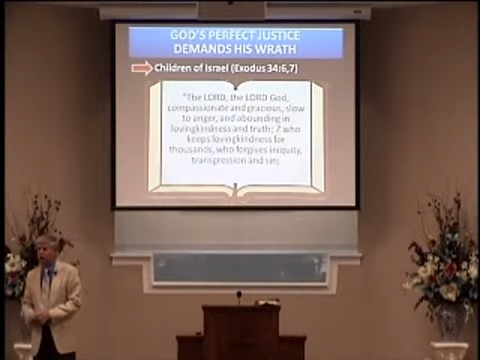 GOD'S PERFECT JUSTICE
DEMANDS HIS WRATH
Children of Israel (Exodus 34:6,7)
"The LORD, the LORD God,
compassionate and gracious, slow
to anger, and abounding in
lovingkindness and truth; 7 who
keeps lovingkindness for
thousands, who forgives iniquity,
transgression and sin;